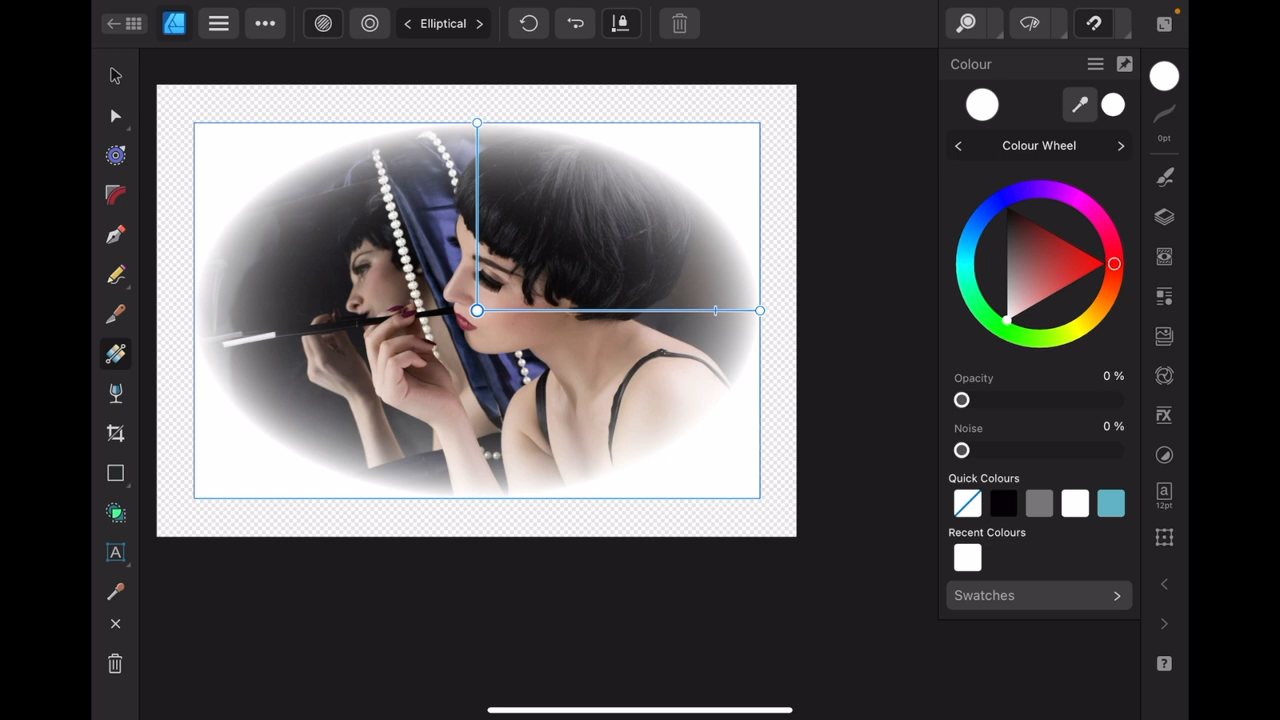 Elliptical
Colour
Colour Wheel
0pt
Opacity 0 %
Noise 0 %
Quick Colours
Recent Colours
Swatches
a
12pt
A
FX
?